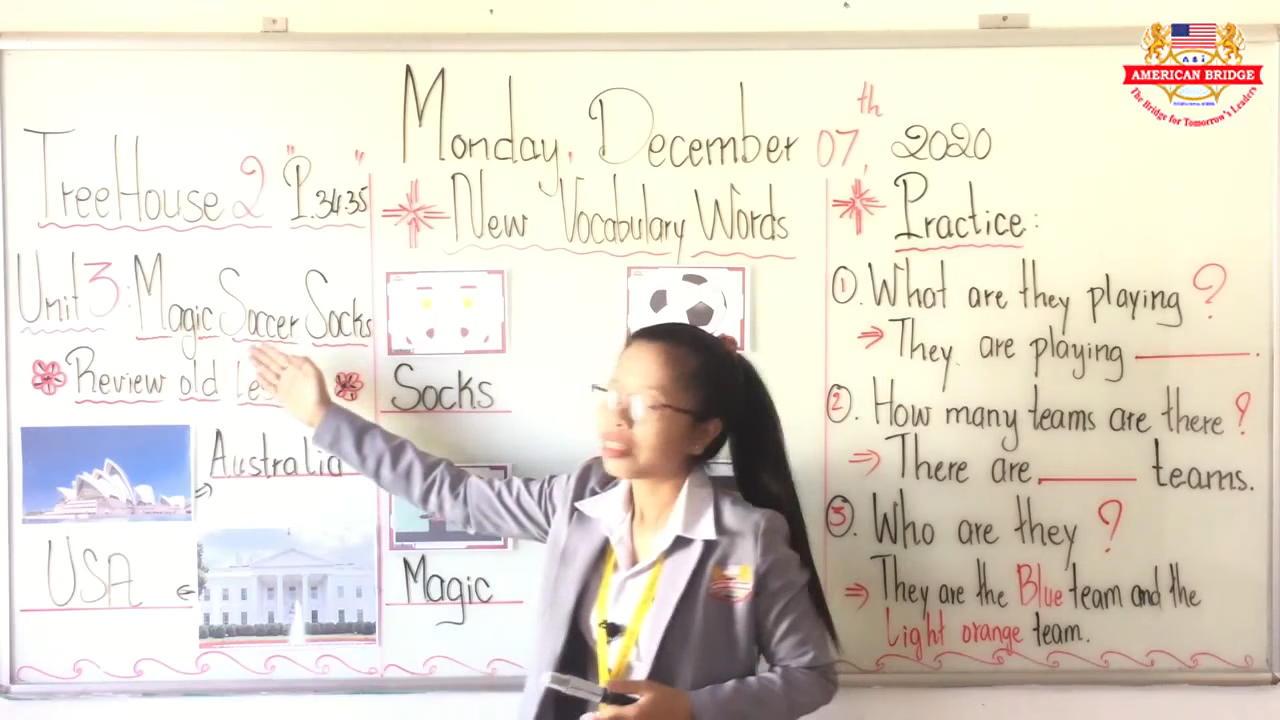 AMERICAN BRIDGE
The Bridge for Tomorrow's Leaders
Monday, December 07th, 2020
TreeHouse 2 "P.34-35"
Unit 3: Magic Soccer Socks
Review old
Australia
USA
New Vocabulary Words
Socks
Magic
Practice:
①. What are they playing?
⇒ They are playing ______.
②. How many teams are there?
⇒ There are ______ teams.
③. Who are they?
⇒ They are the Blue team and the
Light orange team.